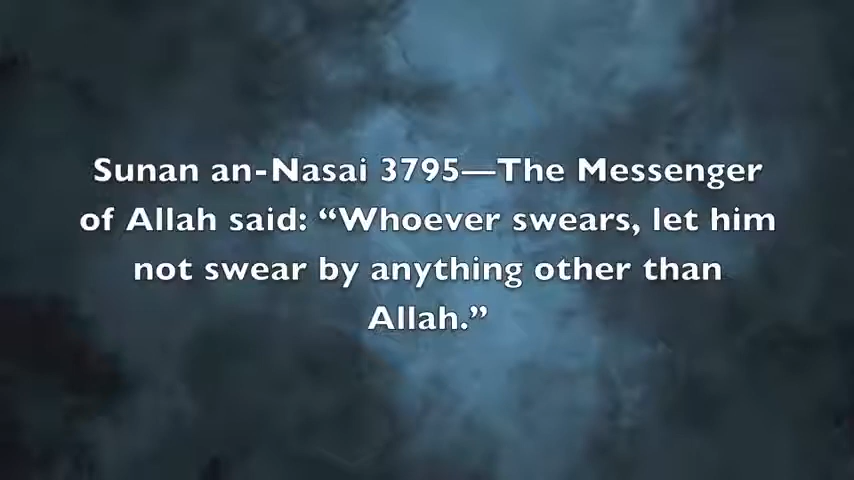 Sunan an-Nasai 3795—The Messenger
of Allah said: “Whoever swears, let him
not swear by anything other than
Allah.”